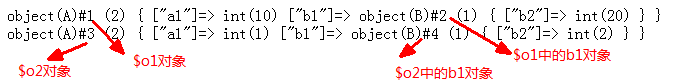 object(A)#1 (2) { ["a1"]=> int(10) ["b1"]=> object(B)#2 (1) { ["b2"]=> int(20) } }
object(A)#3 (2) { ["a1"]=> int(1) ["b1"]=> object(B)#4 (1) { ["b2"]=> int(2) } }
$o2对象 $o1对象 $o2中的b1对象 $o1中的b1对象